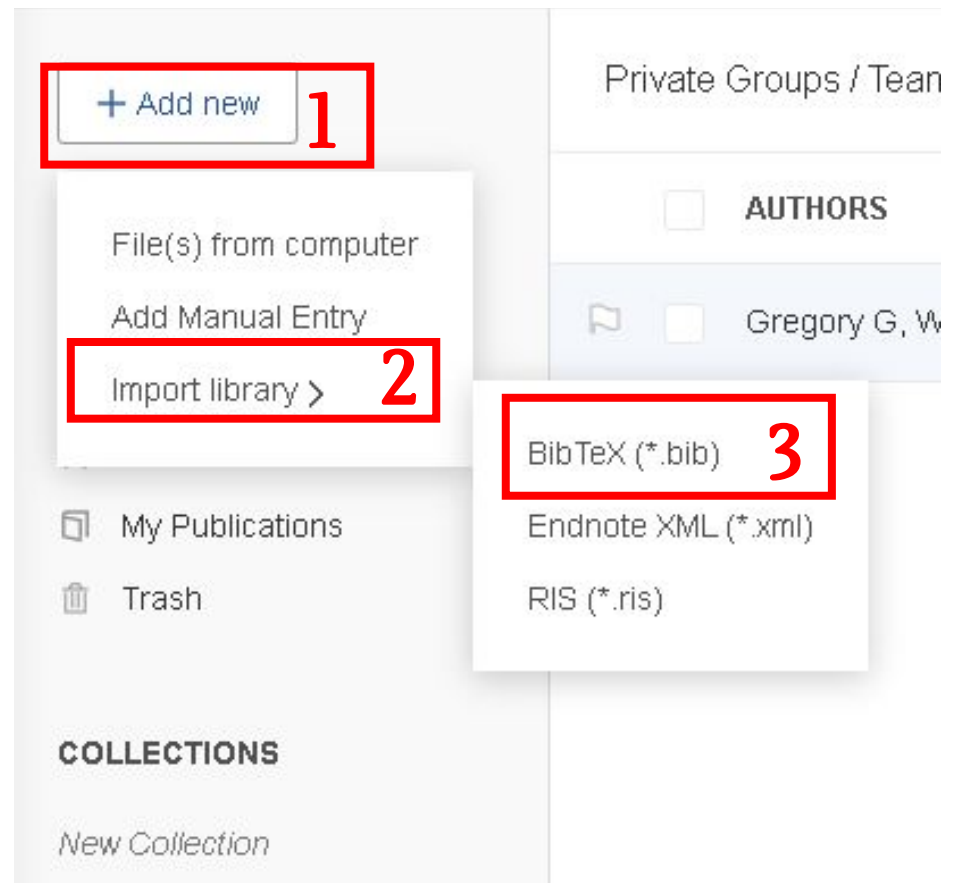 Private Groups / Team
+ Add new
1
AUTHORS
File(s) from computer
Add Manual Entry
Gregory G, W
Import library >
2
BibTeX (*.bib)
3
My Publications
Endnote XML (*.xml)
Trash
RIS (*.ris)
COLLECTIONS
New Collection